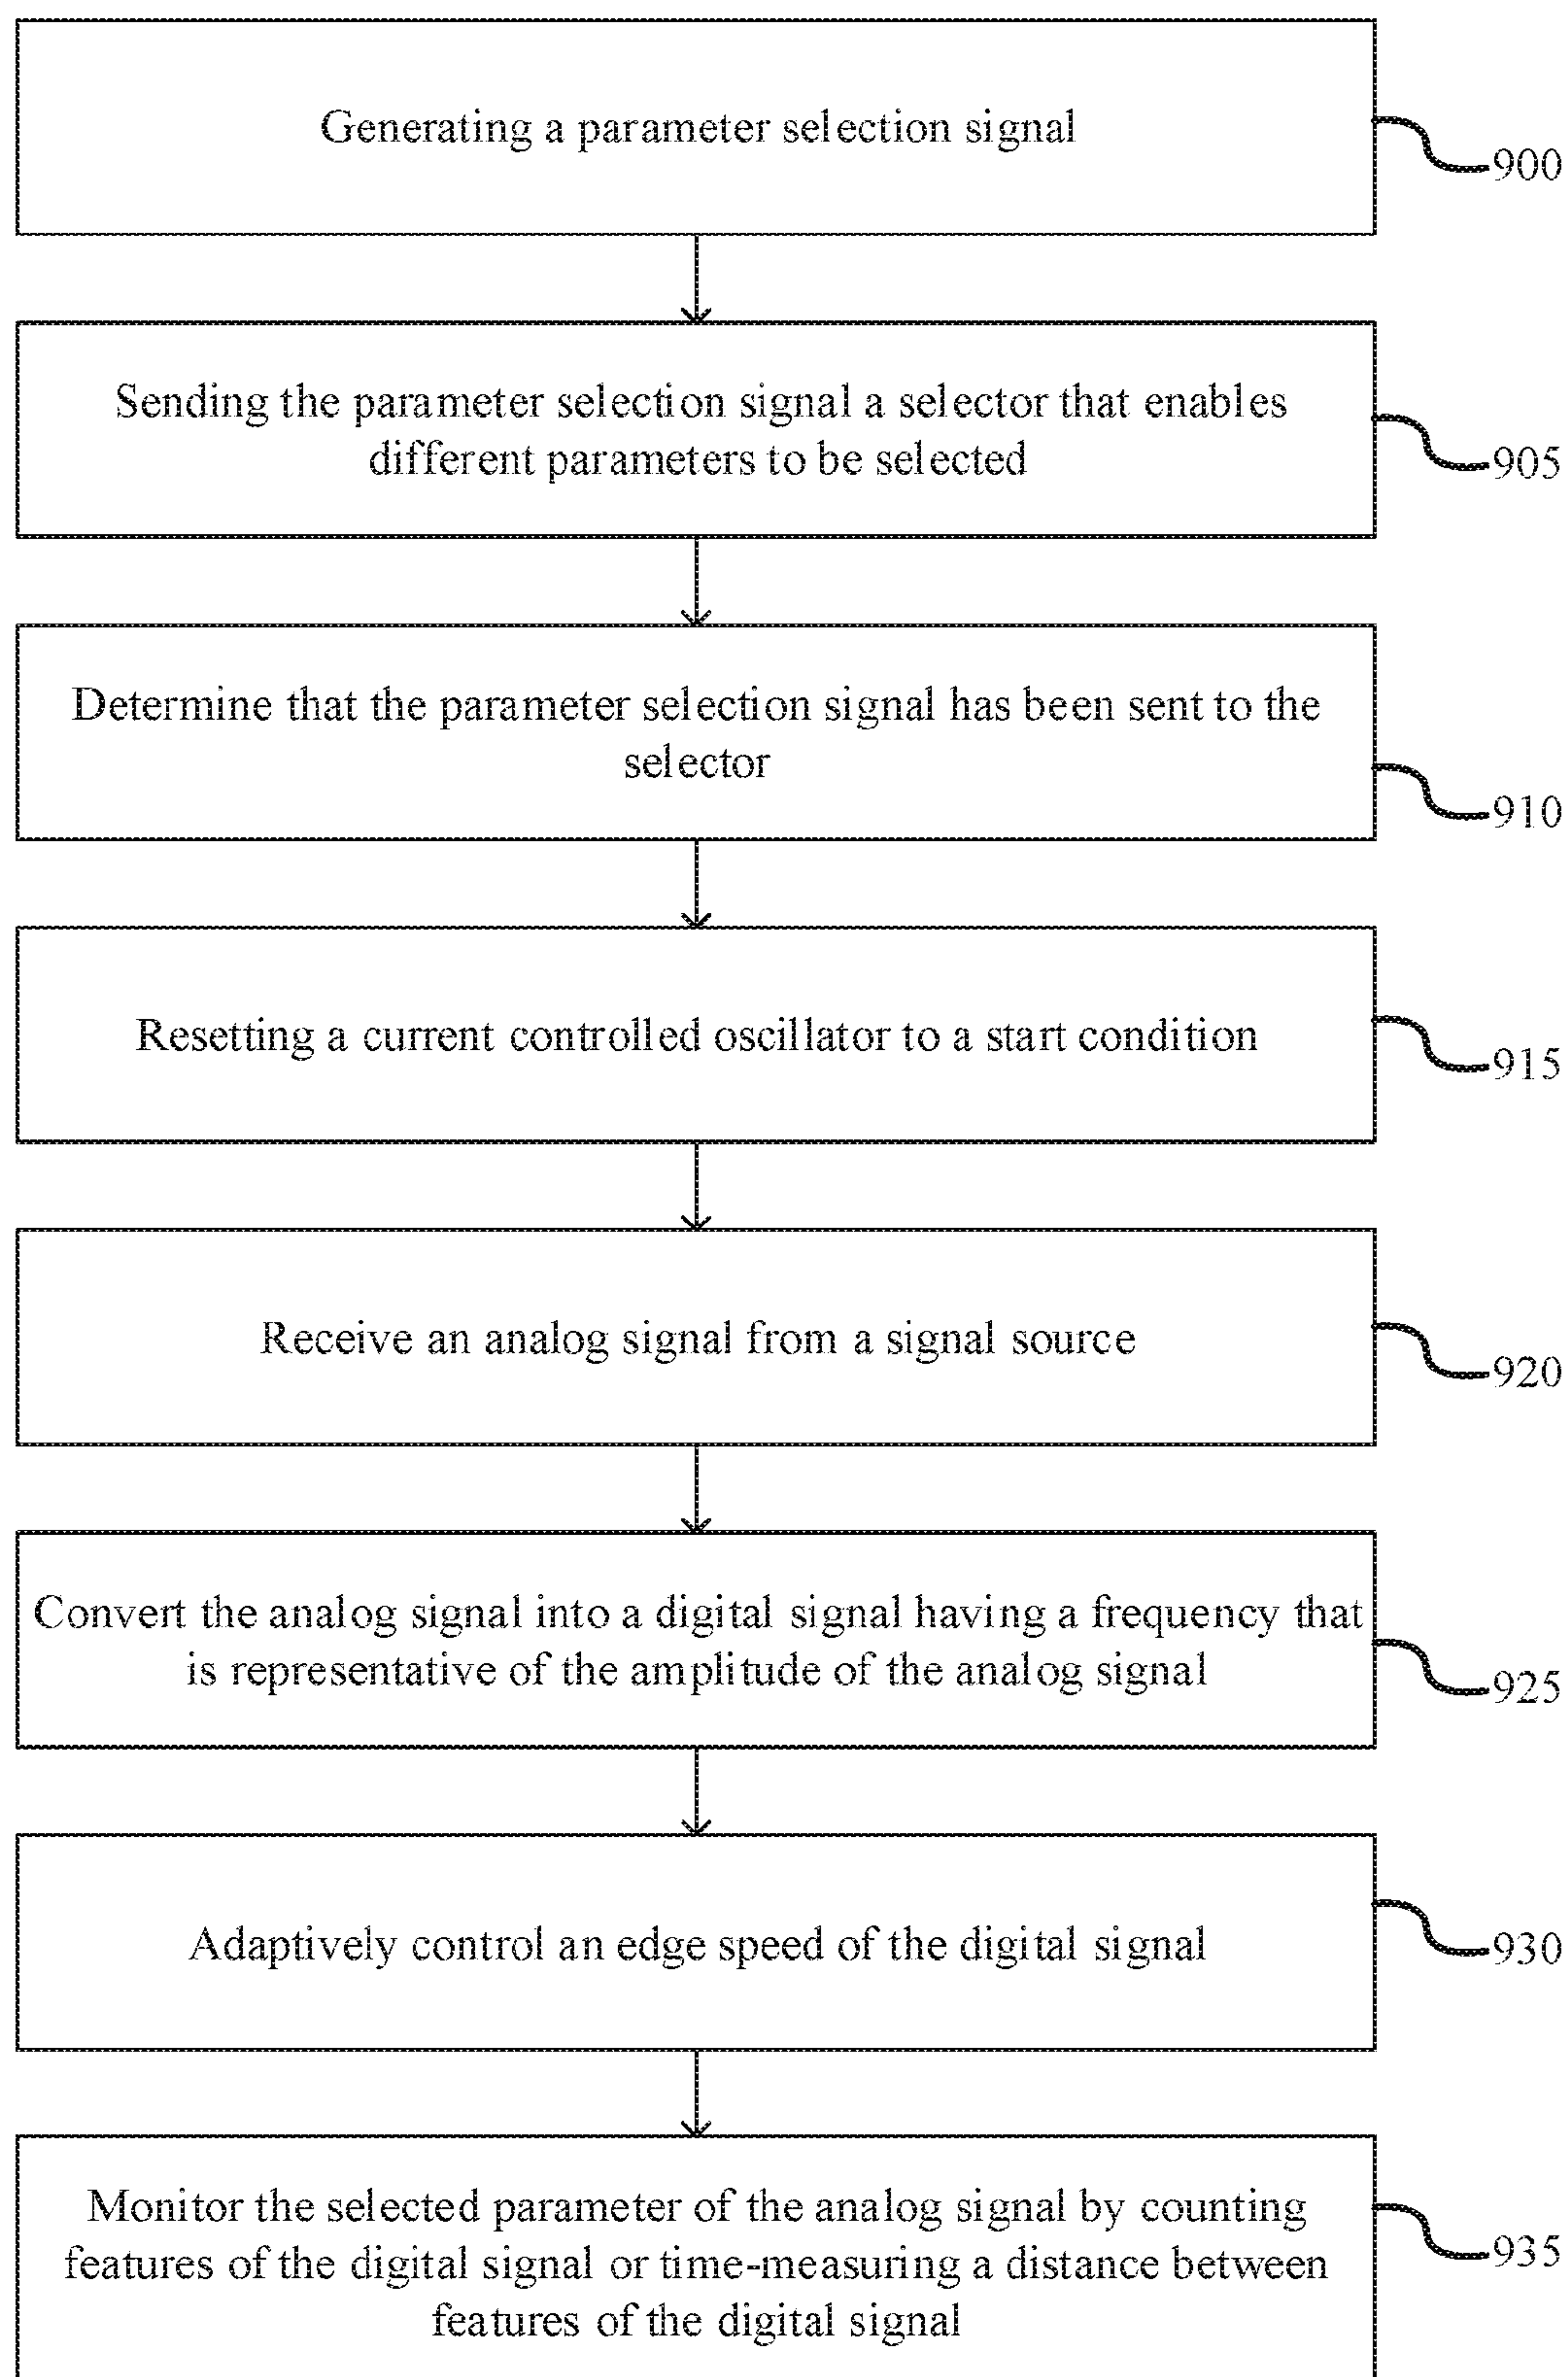 Generating a parameter selection signal
900
Sending the parameter selection signal a selector that enables
different parameters to be selected
905
Determine that the parameter selection signal has been sent to the
selector
910
Resetting a current controlled oscillator to a start condition
915
Receive an analog signal from a signal source
920
Convert the analog signal into a digital signal having a frequency that
is representative of the amplitude of the analog signal
925
Adaptively control an edge speed of the digital signal
930
Monitor the selected parameter of the analog signal by counting
features of the digital signal or time-measuring a distance between
features of the digital signal
935